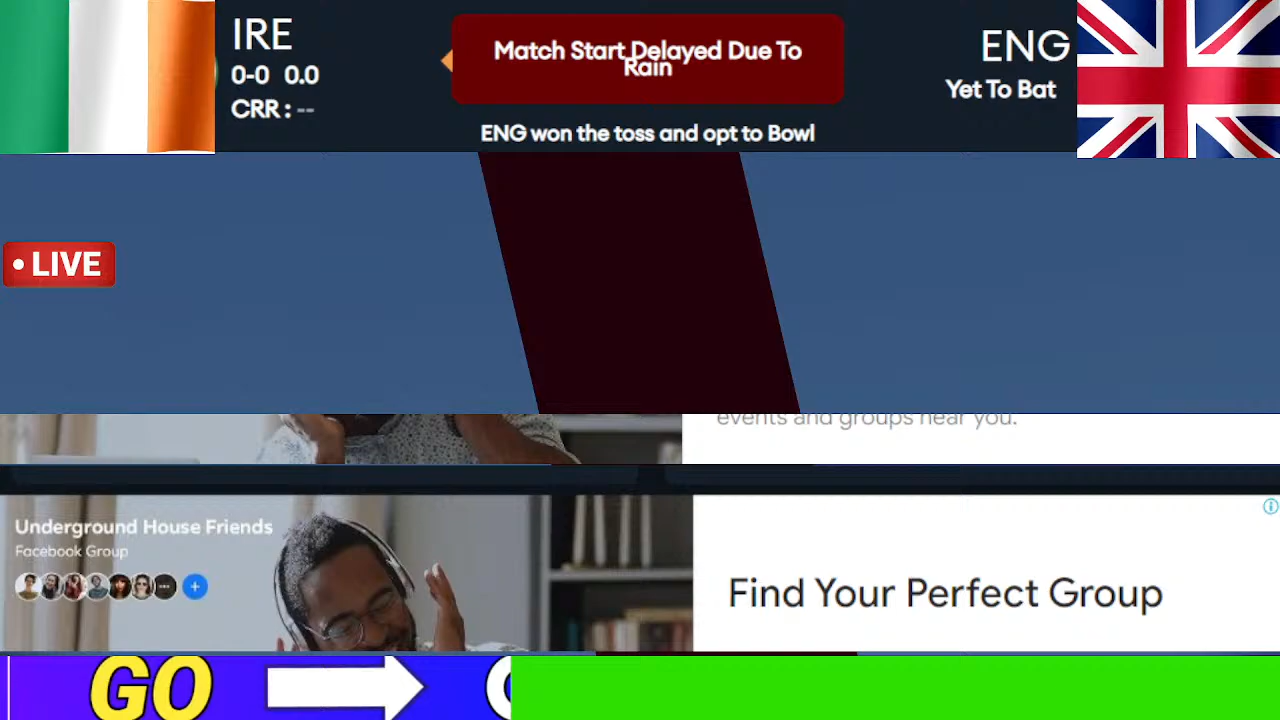 IRE
0-0 0.0
CRR : --
Match Start Delayed Due To
Rain
ENG won the toss and opt to Bowl
ENG
Yet To Bat
• LIVE
events and groups near you.
Underground House Friends
Facebook Group
Find Your Perfect Group
GO